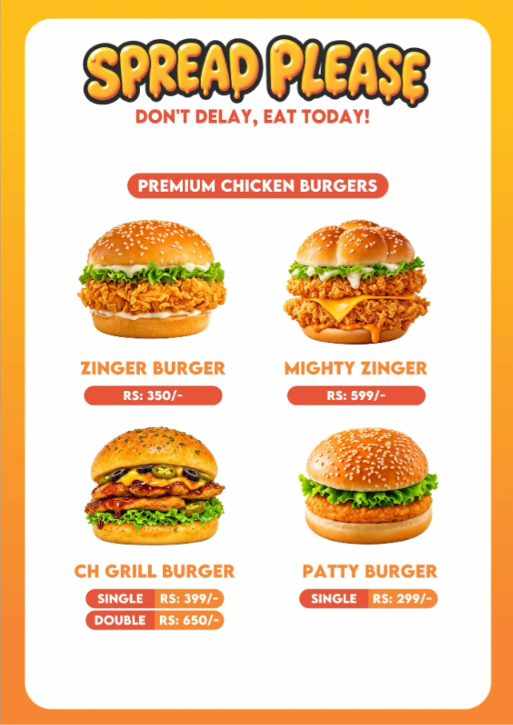 SPREAD PLEASE
DON'T DELAY, EAT TODAY!
PREMIUM CHICKEN BURGERS
ZINGER BURGER
RS: 350/-
MIGHTY ZINGER
RS: 599/-
CH GRILL BURGER
SINGLE RS: 399/-
DOUBLE RS: 650/-
PATTY BURGER
SINGLE RS: 299/-